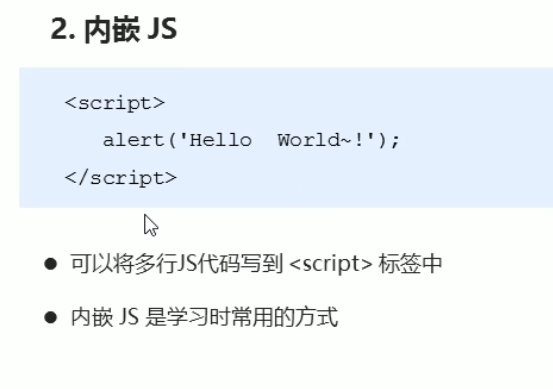 2. 内嵌 JS
<script>
alert('Hello  World~!');
</script>
● 可以将多行JS代码写到 <script> 标签中
● 内嵌 JS 是学习时常用的方式